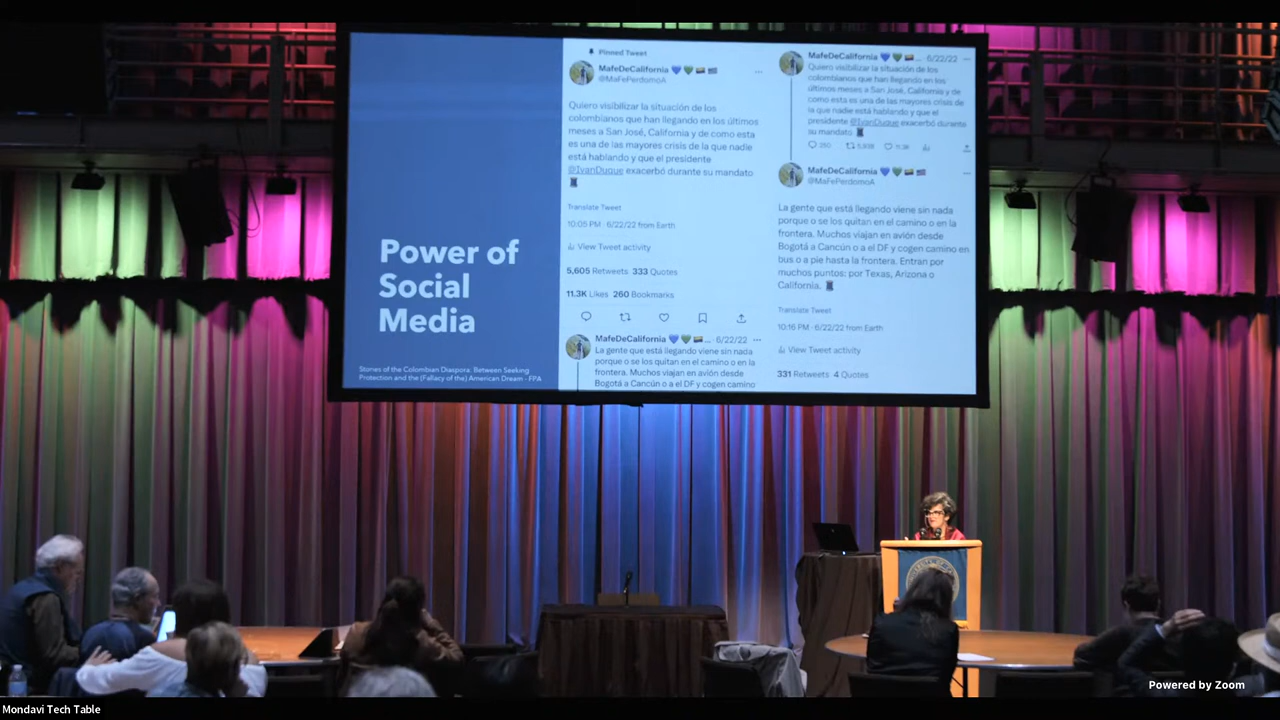 Power of
Social
Media
Stories of the Colombian Diaspora: Between Seeking
Protection and the (Fallacy of the) American Dream - FPA
Pinned Tweet
MafeDeCalifornia
@MaFePerdomoA
Quiero visibilizar la situación de los
colombianos que han llegando en los últimos
meses a San José, California y de como esta
es una de las mayores crisis de la que nadie
está hablando y que el presidente
@IvanDuque exacerbó durante su mandato
Translate Tweet
10:05 PM · 6/22/22 from Earth
View Tweet activity
5,605 Retweets 333 Quotes
11.3K Likes 260 Bookmarks
MafeDeCalifornia ... · 6/22/22
La gente que está llegando viene sin nada
porque o se los quitan en el camino o en la
frontera. Muchos viajan en avión desde
Bogotá a Cancún o a el DF y cogen camino
MafeDeCalifornia ... · 6/22/22
Quiero visibilizar la situación de los
colombianos que han llegando en los
últimos meses a San José, California y de
como esta es una de las mayores crisis de
la que nadie está hablando y que el
presidente @IvanDuque exacerbó durante
su mandato
260 11.3K
MafeDeCalifornia
@MaFePerdomoA
La gente que está llegando viene sin nada
porque o se los quitan en el camino o en la
frontera. Muchos viajan en avión desde
Bogotá a Cancún o a el DF y cogen camino en
bus o a pie hasta la frontera. Entran por
muchos puntos: por Texas, Arizona o
California.
Translate Tweet
10:16 PM · 6/22/22 from Earth
View Tweet activity
331 Retweets 4 Quotes
Powered by Zoom
Mondavi Tech Table